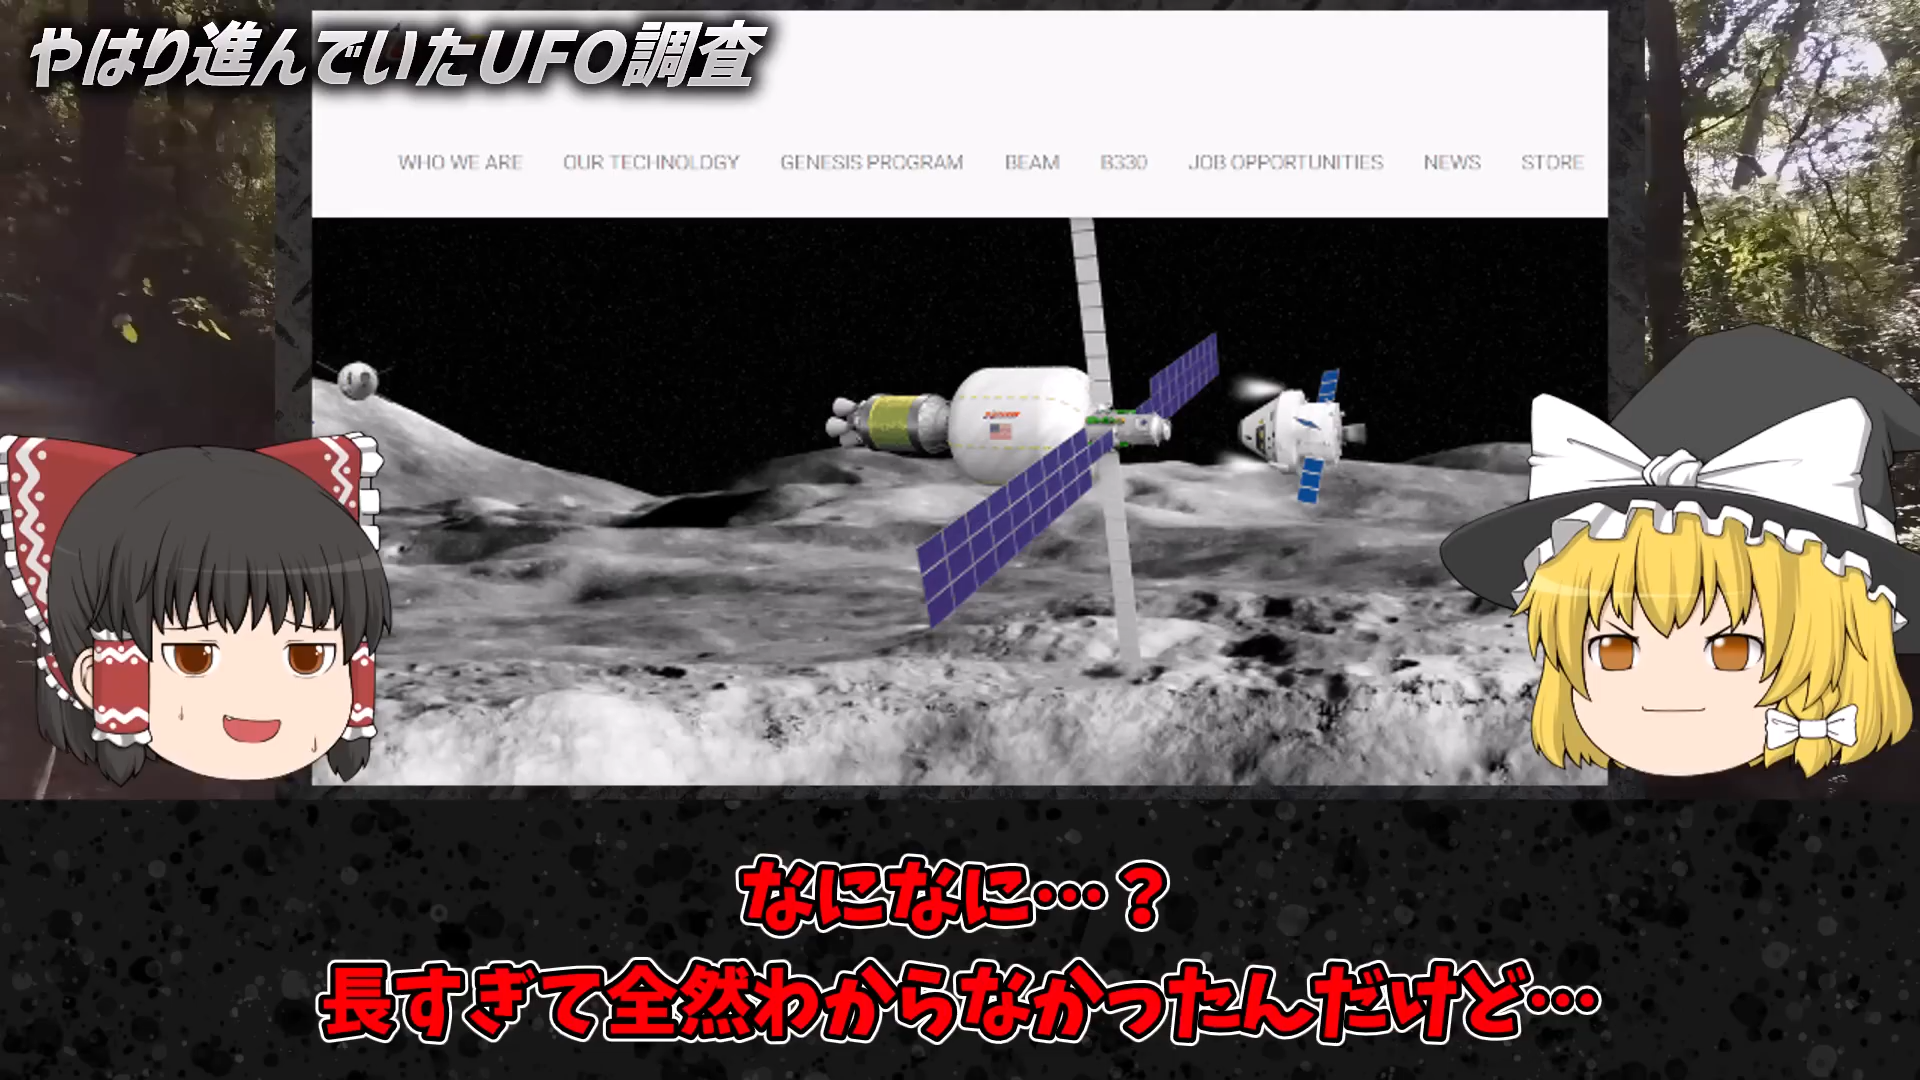 やはり進んでいたUFO調査
WHO WE ARE OUR TECHNOLOGY GENESIS PROGRAM BEAM B330 JOB OPPORTUNITIES NEWS STORE
なになに…？
長すぎて全然わからなかったんだけど…